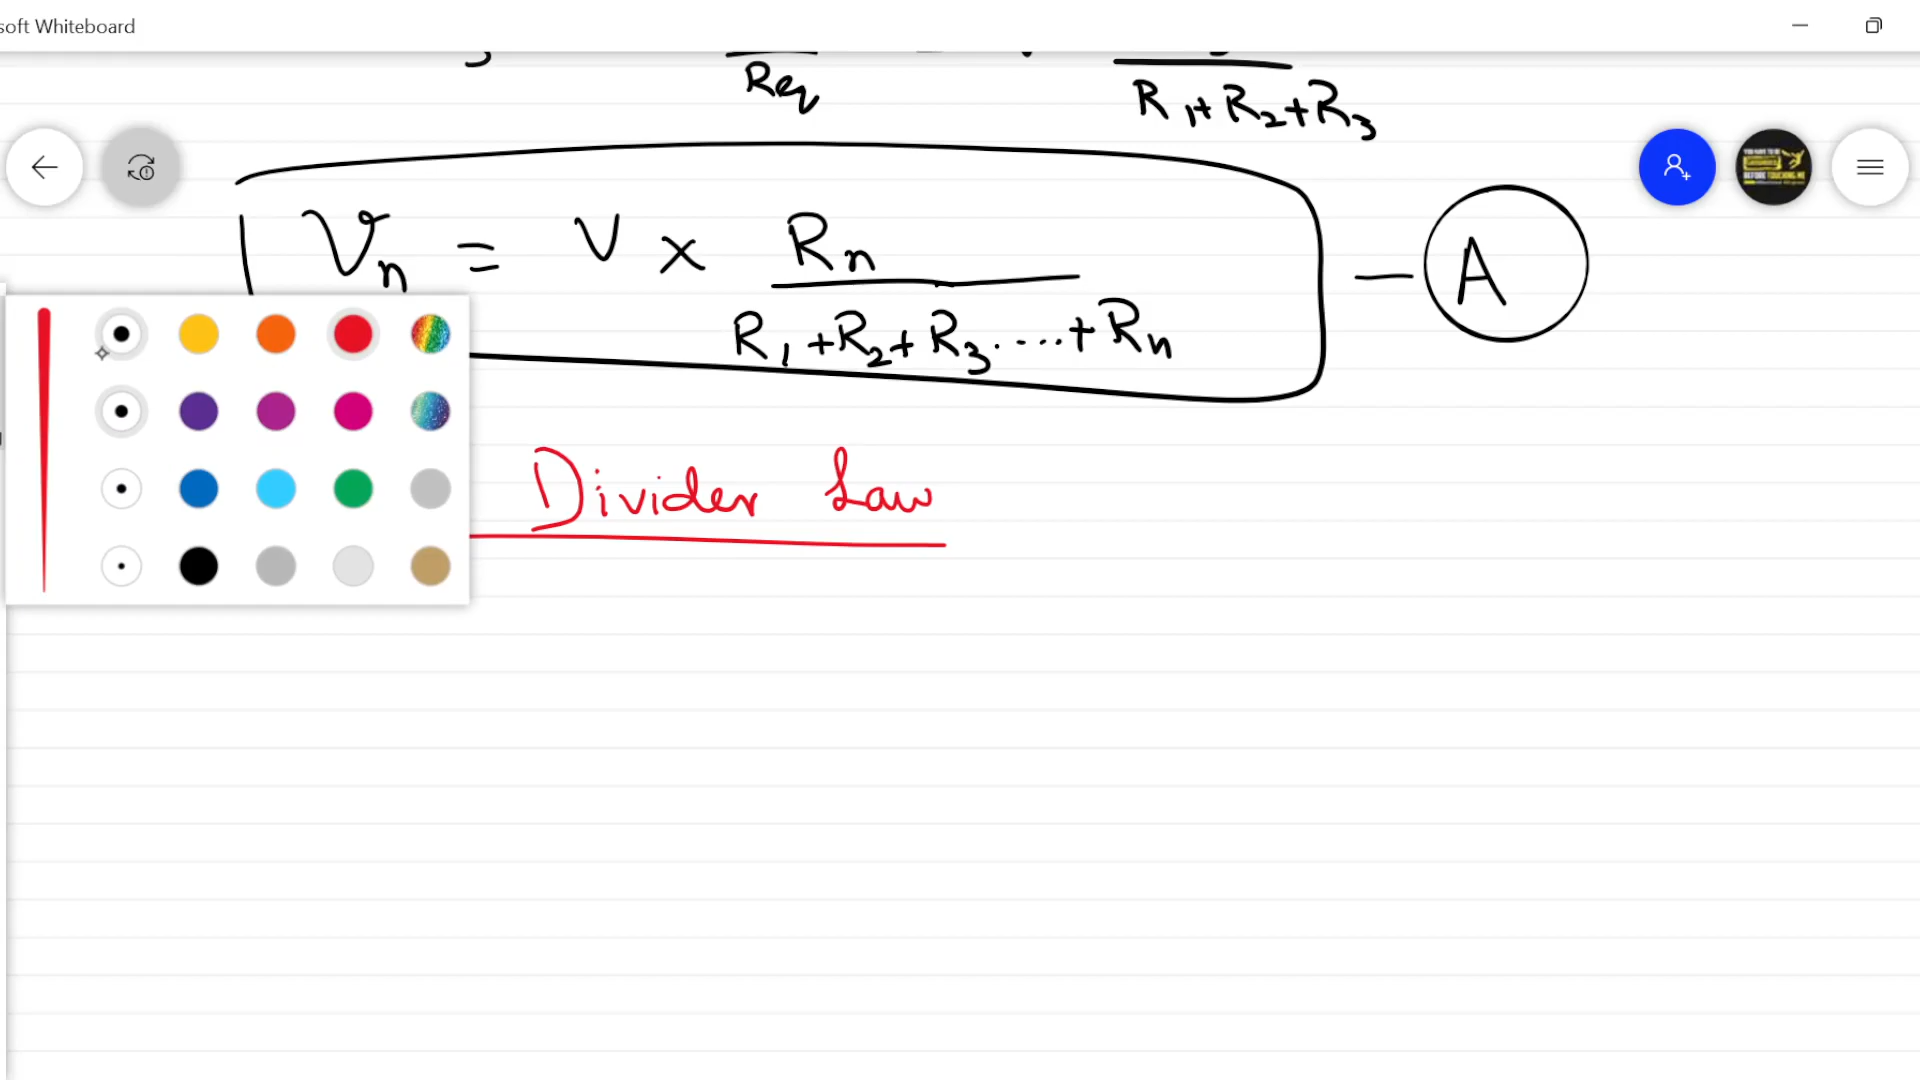 soft Whiteboard
Req
R1+R2+R3
Vn = V x Rn
R1+R2+R3.....+Rn
— A
Divider Law